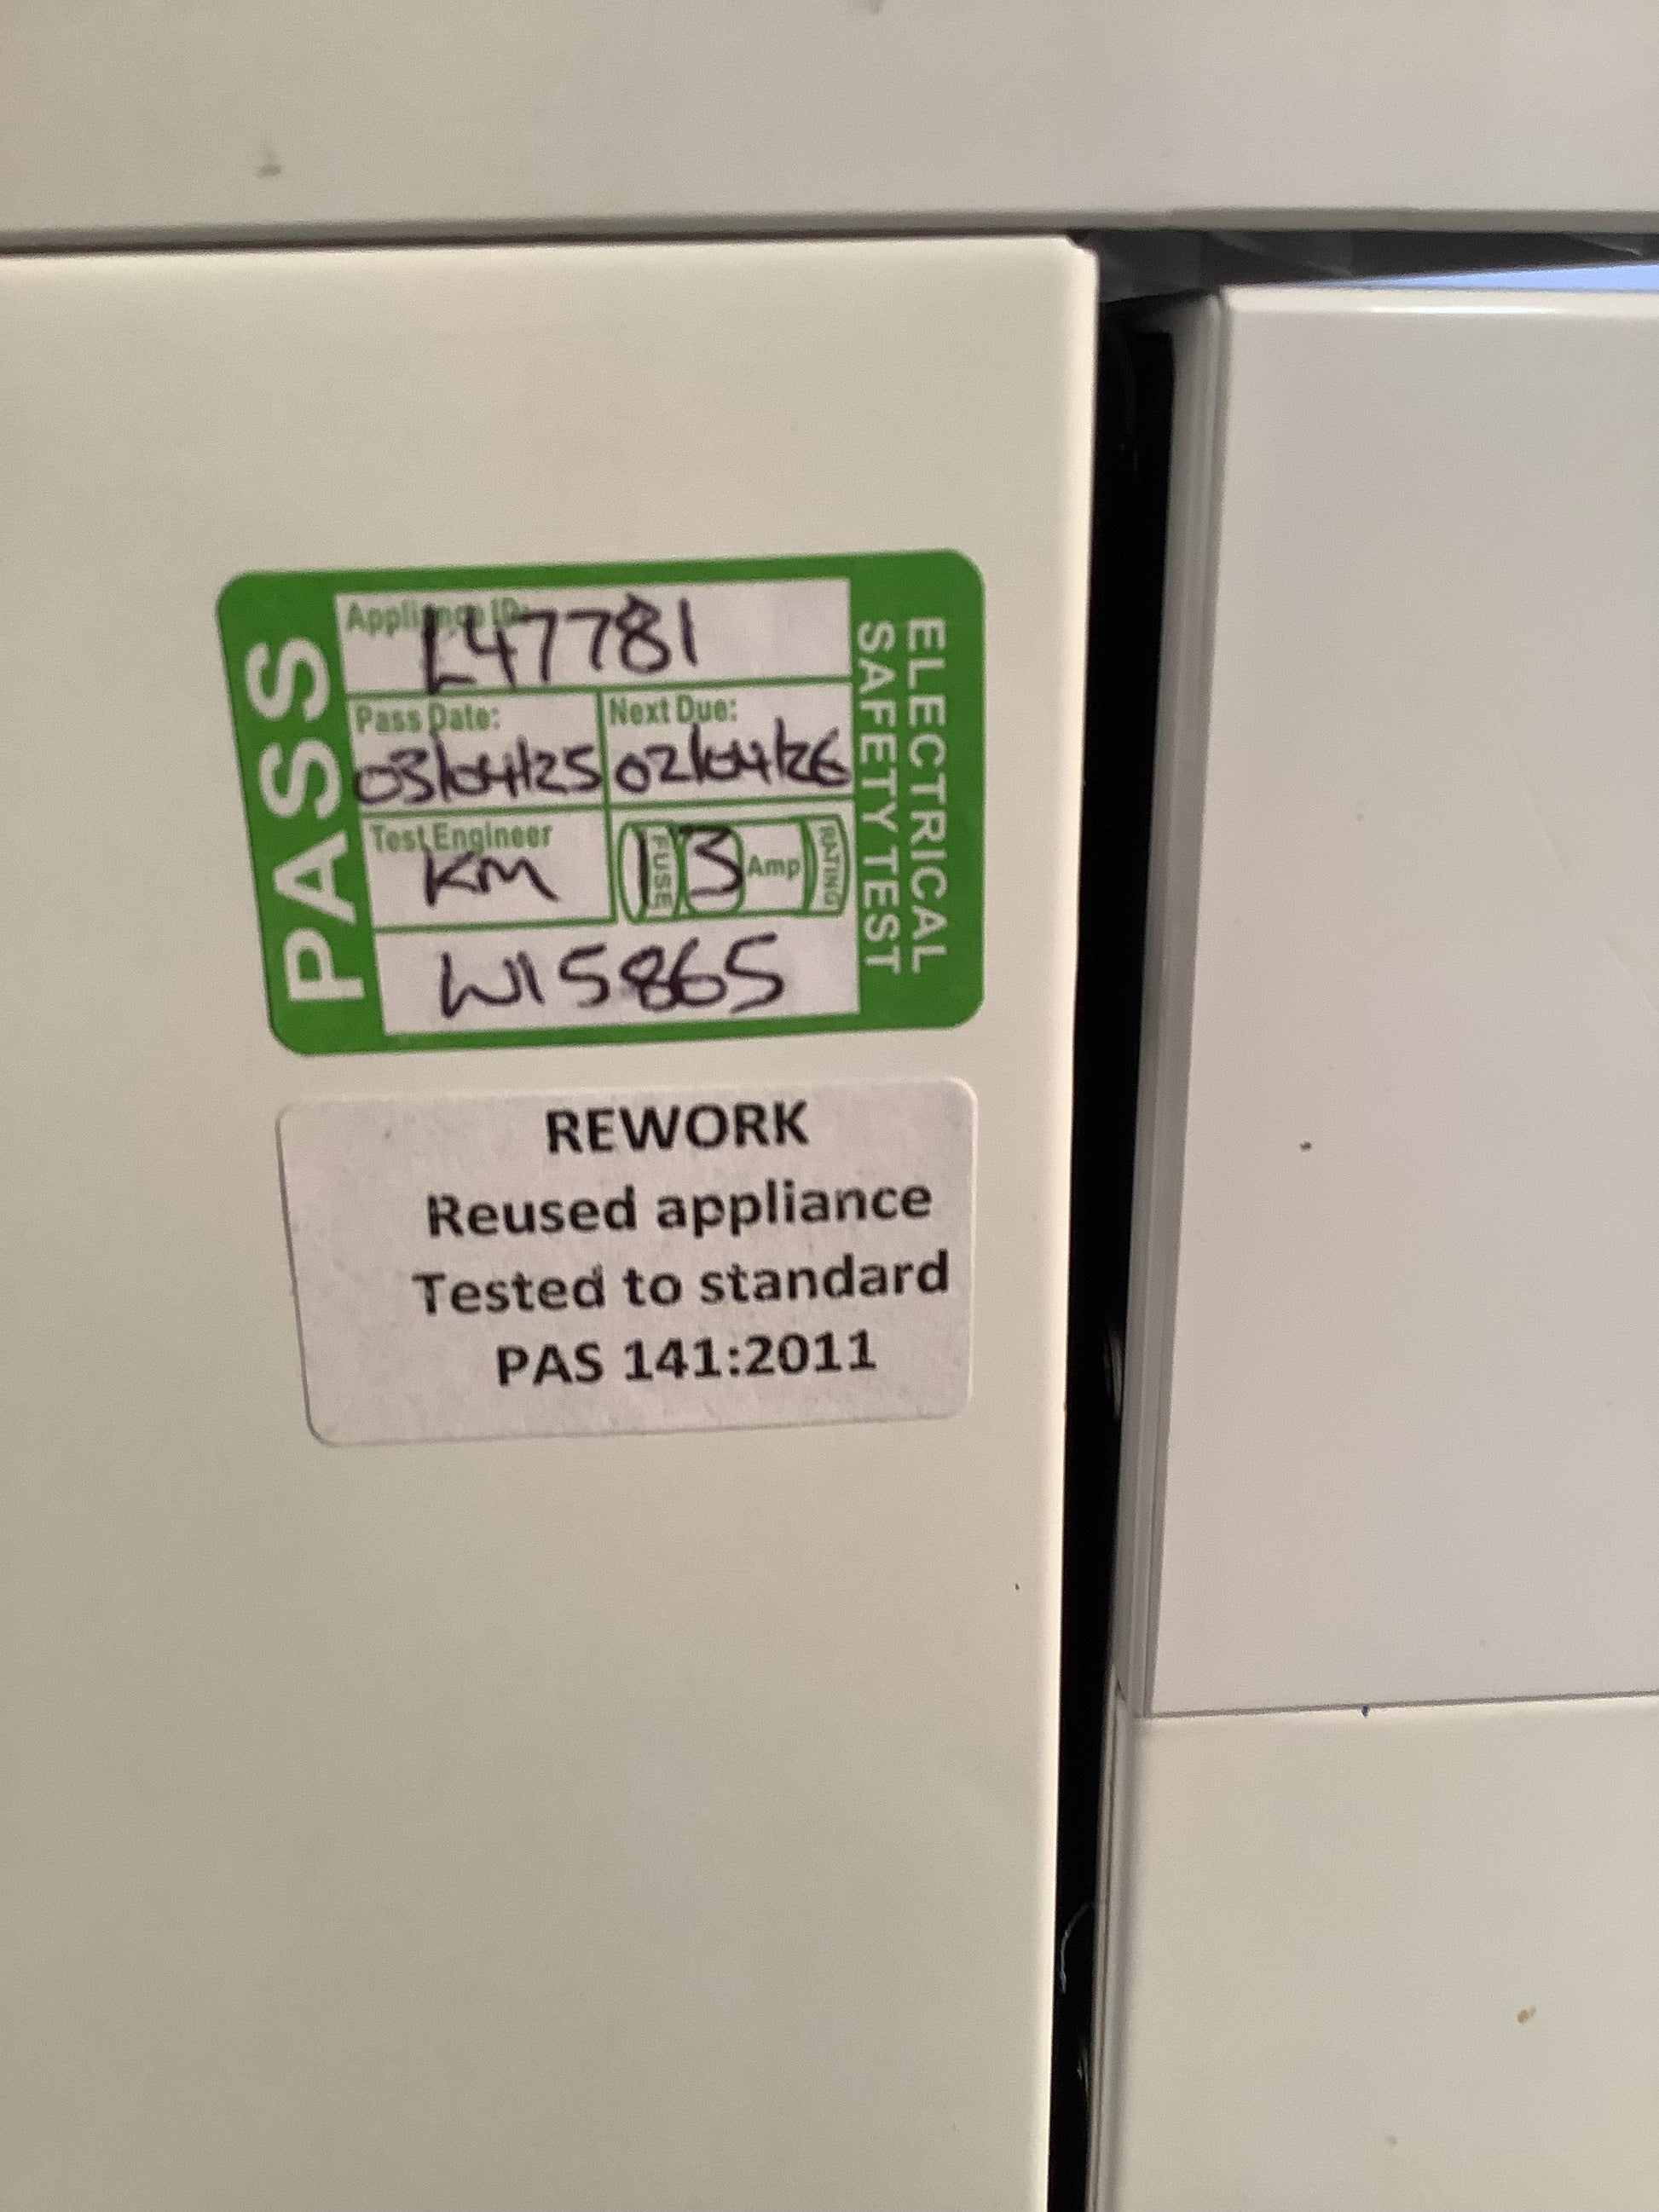 PASS
Appliance ID:
L47781
Pass Date:
03/04/25
Next Due:
02/04/26
Test Engineer
KM
FUSE
13 Amp
RATING
W15865
ELECTRICAL
SAFETY TEST
REWORK
Reused appliance
Tested to standard
PAS 141:2011